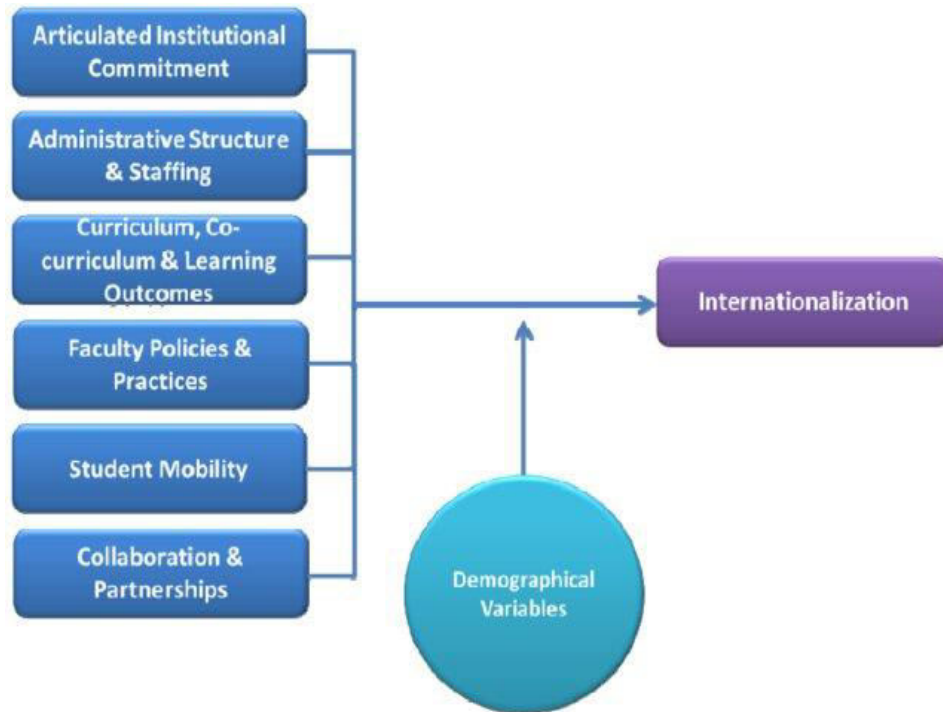 Articulated Institutional
Commitment
Administrative Structure
& Staffing
Curriculum, Co-
curriculum & Learning
Outcomes
Faculty Policies &
Practices
Student Mobility
Collaboration &
Partnerships
Internationalization
Demographical
Variables